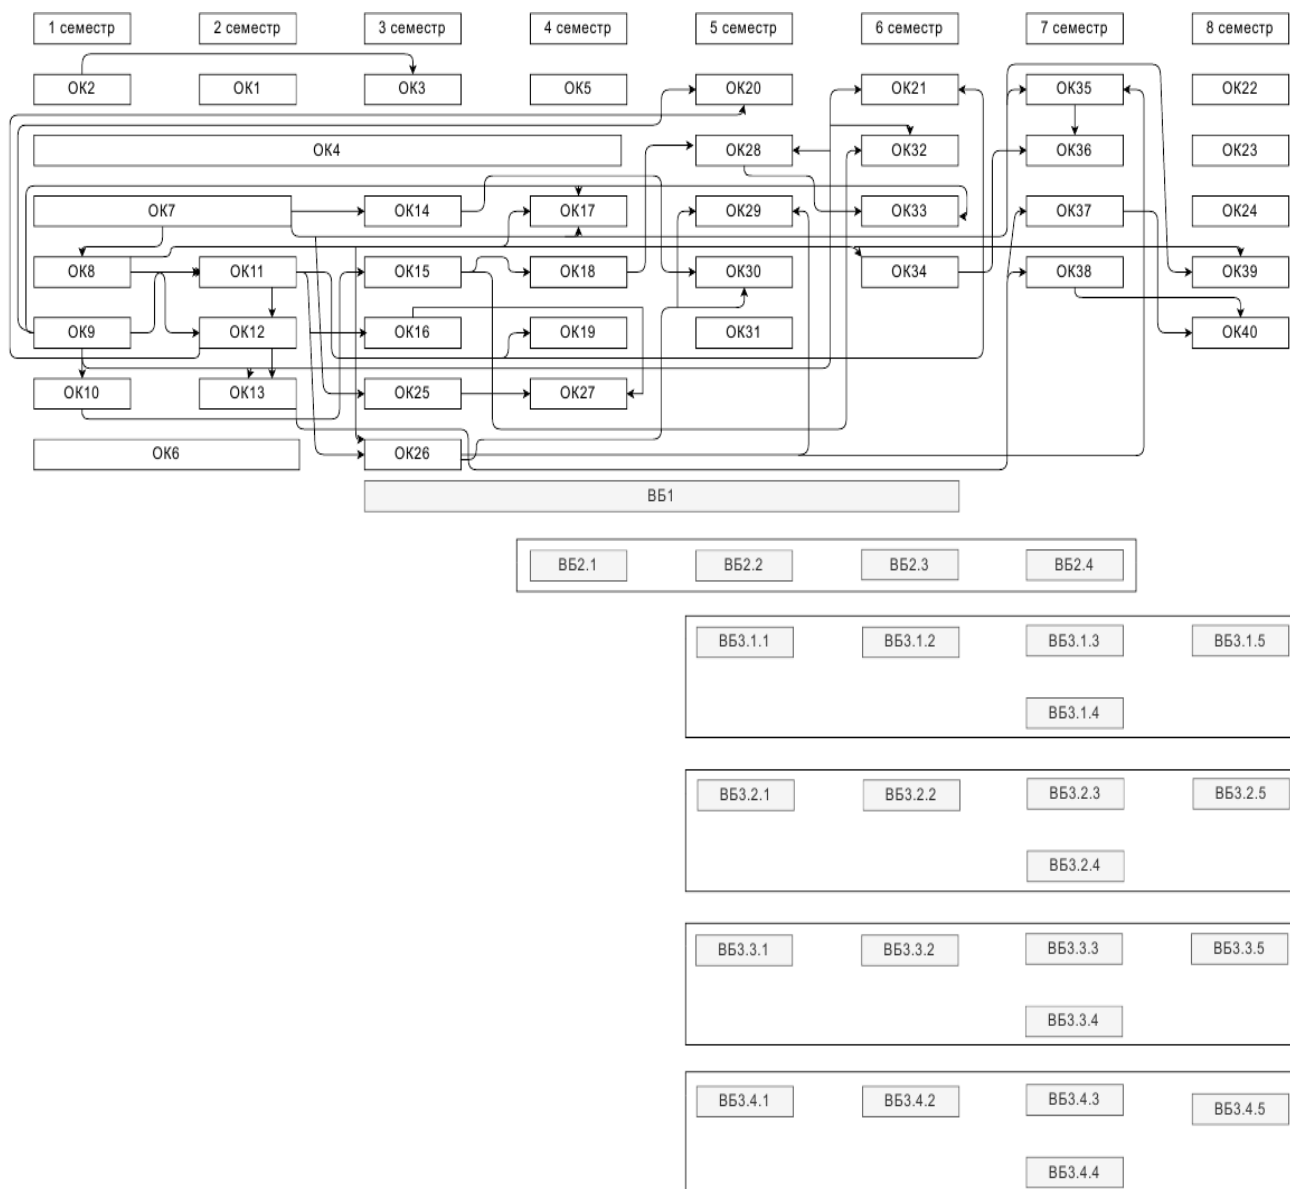 1 семестр 2 семестр 3 семестр 4 семестр 5 семестр 6 семестр 7 семестр 8 семестр
ОК2 ОК1 ОК3 ОК5 ОК20 ОК21 ОК35 ОК22
ОК4 ОК28 ОК32 ОК36 ОК23
ОК7 ОК14 ОК17 ОК29 ОК33 ОК37 ОК24
ОК8 ОК11 ОК15 ОК18 ОК30 ОК34 ОК38 ОК39
ОК9 ОК12 ОК16 ОК19 ОК31 ОК40
ОК10 ОК13 ОК25 ОК27
ОК6 ОК26
ВБ1
ВБ2.1 ВБ2.2 ВБ2.3 ВБ2.4
ВБ3.1.1 ВБ3.1.2 ВБ3.1.3 ВБ3.1.5
ВБ3.1.4
ВБ3.2.1 ВБ3.2.2 ВБ3.2.3 ВБ3.2.5
ВБ3.2.4
ВБ3.3.1 ВБ3.3.2 ВБ3.3.3 ВБ3.3.5
ВБ3.3.4
ВБ3.4.1 ВБ3.4.2 ВБ3.4.3 ВБ3.4.5
ВБ3.4.4